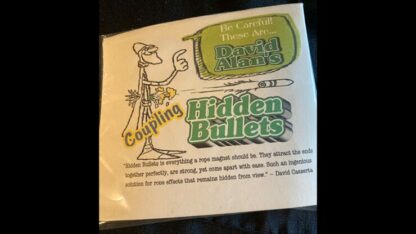 Be Careful!
These Are...
David
Alan's
Coupling
Hidden
Bullets
"Hidden Bullets is everything a rope magnet should be. They attract the ends
together perfectly, are strong, yet come apart with ease. Such an ingenious
solution for rope effects that remains hidden from view." – David Casserta